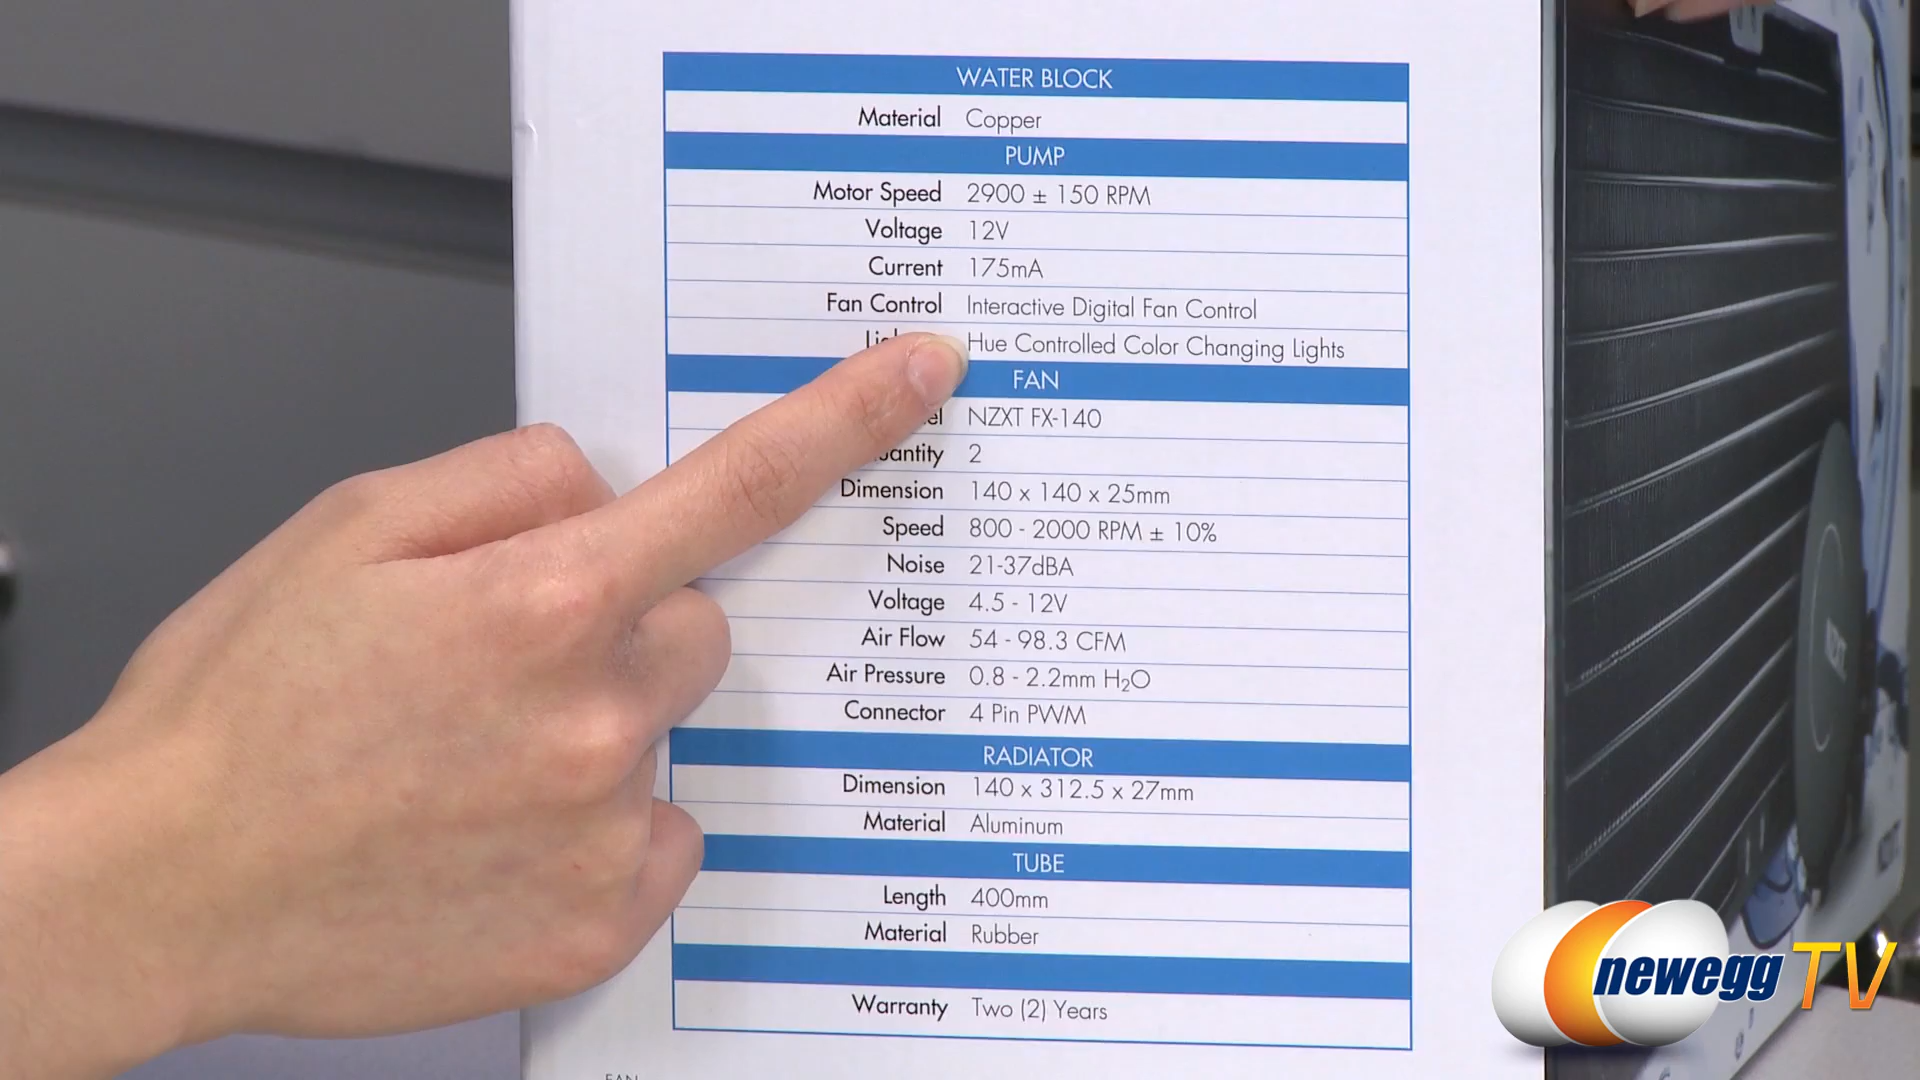 WATER BLOCK
Material Copper
PUMP
Motor Speed 2900 ± 150 RPM
Voltage 12V
Current 175mA
Fan Control Interactive Digital Fan Control
Hue Controlled Color Changing Lights
FAN
NZXT FX-140
2
Dimension 140 x 140 x 25mm
Speed 800 - 2000 RPM ± 10%
Noise 21-37dBA
Voltage 4.5 - 12V
Air Flow 54 - 98.3 CFM
Air Pressure 0.8 - 2.2mm H₂O
Connector 4 Pin PWM
RADIATOR
Dimension 140 x 312.5 x 27mm
Material Aluminum
TUBE
Length 400mm
Material Rubber
Warranty Two (2) Years
NZXT
newegg TV